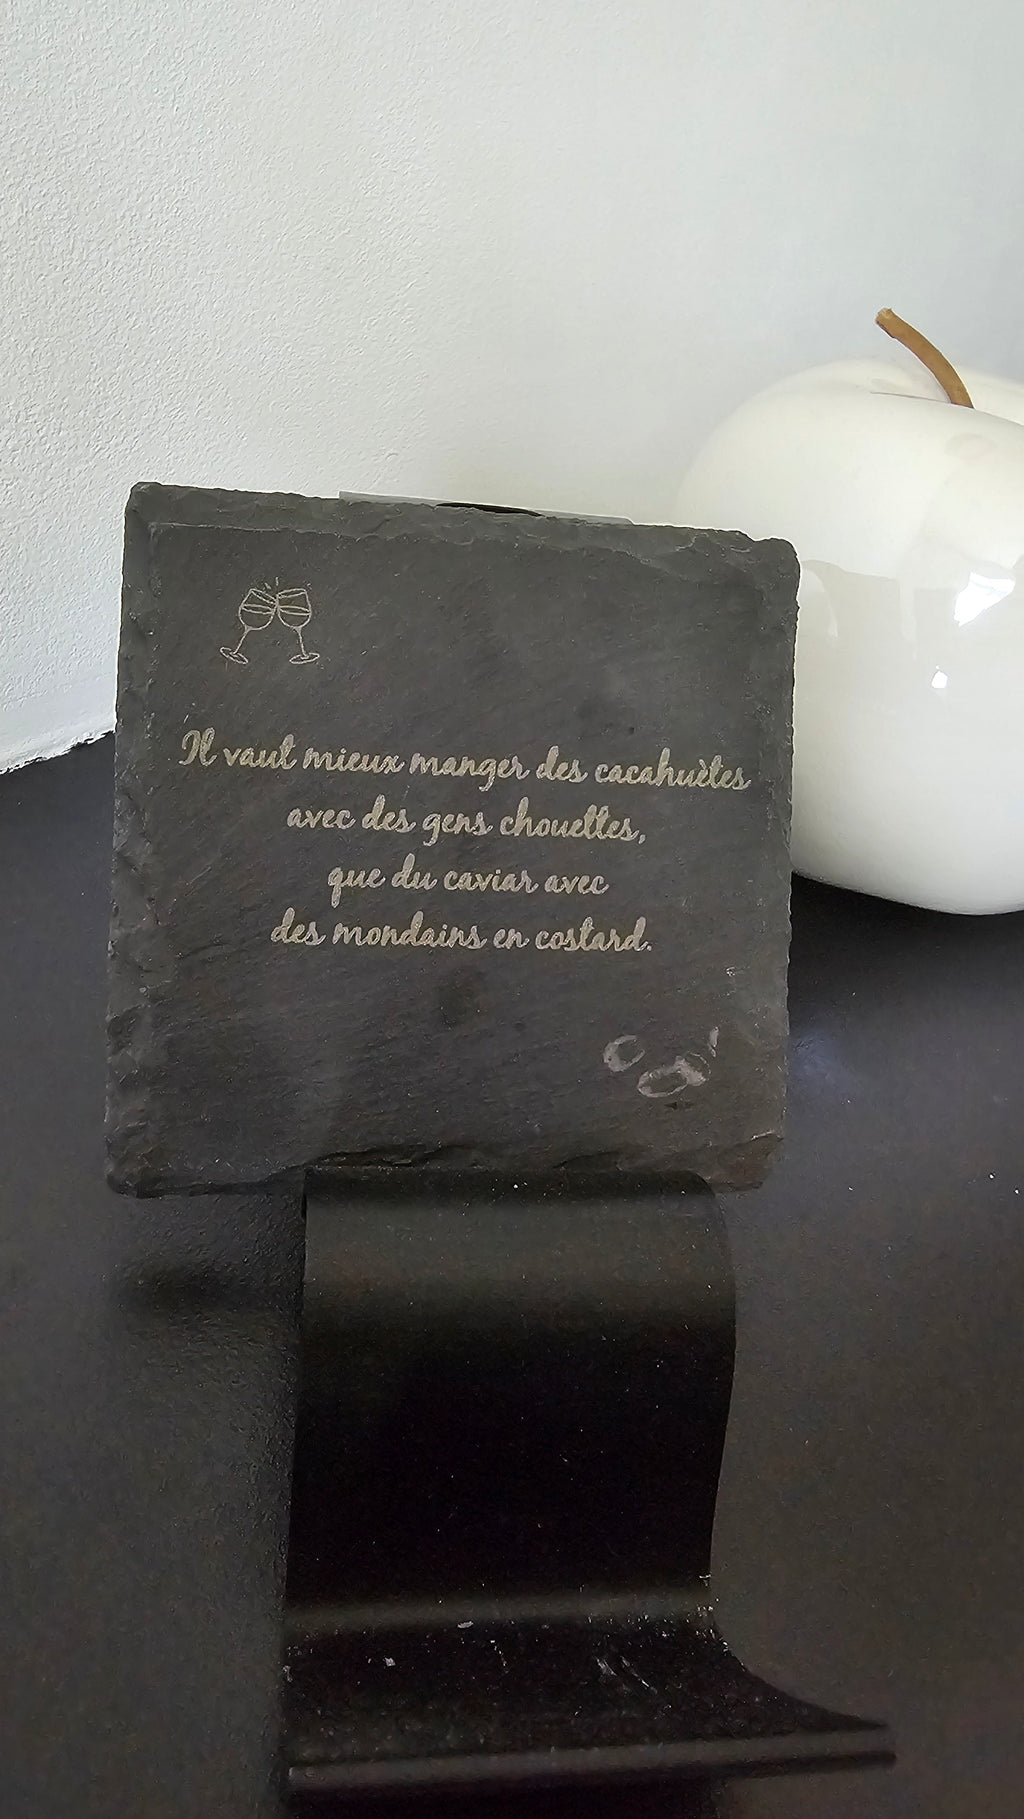 Il vaut mieux manger des cacahuètes
avec des gens chouettes,
que du caviar avec
des mondains en costard.